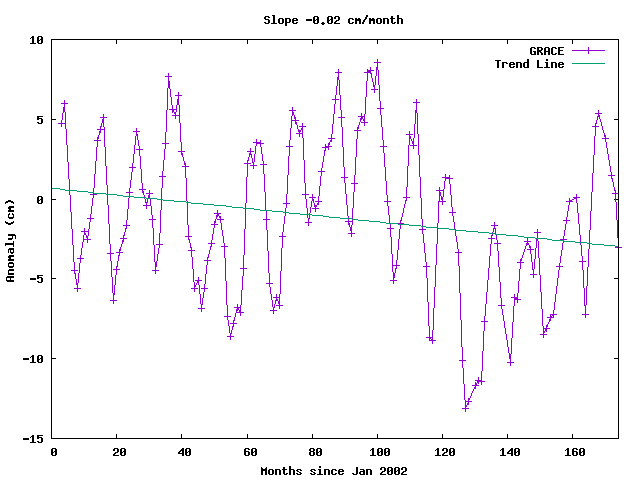 Slope -0.02 cm/month
GRACE
Trend Line
10
5
0
-5
-10
-15
Anomaly (cm)
0 20 40 60 80 100 120 140 160
Months since Jan 2002